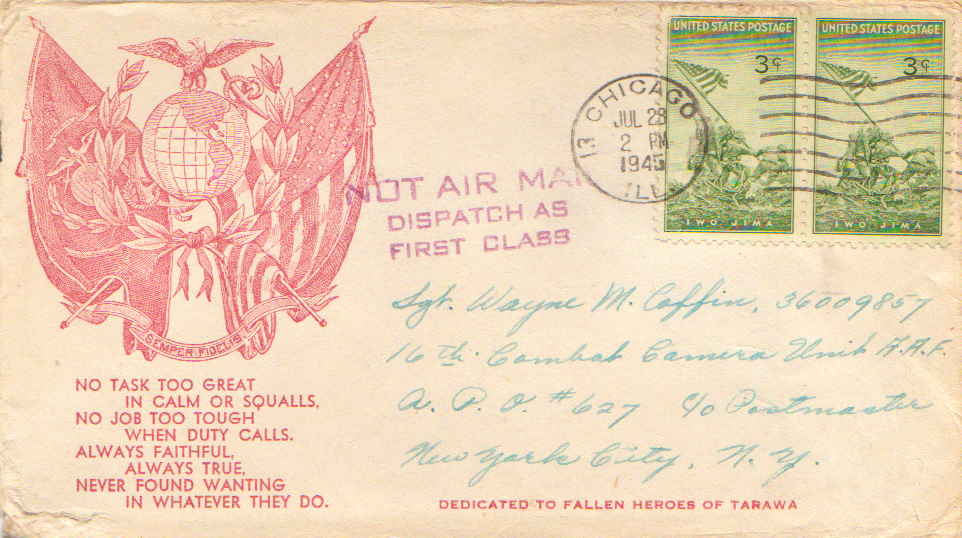 UNITED STATES POSTAGE
3¢
IWO JIMA
UNITED STATES POSTAGE
3¢
IWO JIMA
CHICAGO
13
JUL 28
2 PM
1945
ILL.
NOT AIR MAI
DISPATCH AS
FIRST CLASS
SEMPER FIDELIS
Sgt. Wayne M. Coffin, 36009857
16th. Combat Camera Unit A.A.F.
A.P.O. #627 c/o Postmaster
New York City, N.Y.
NO TASK TOO GREAT
IN CALM OR SQUALLS,
NO JOB TOO TOUGH
WHEN DUTY CALLS.
ALWAYS FAITHFUL,
ALWAYS TRUE,
NEVER FOUND WANTING
IN WHATEVER THEY DO.
DEDICATED TO FALLEN HEROES OF TARAWA